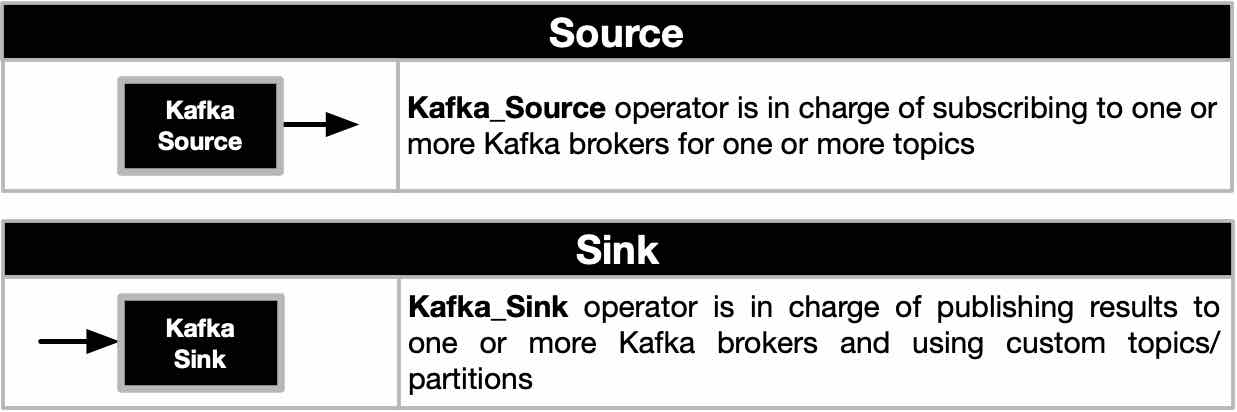 Source
Kafka
Source
Kafka_Source operator is in charge of subscribing to one or
more Kafka brokers for one or more topics
Sink
Kafka
Sink
Kafka_Sink operator is in charge of publishing results to
one or more Kafka brokers and using custom topics/
partitions